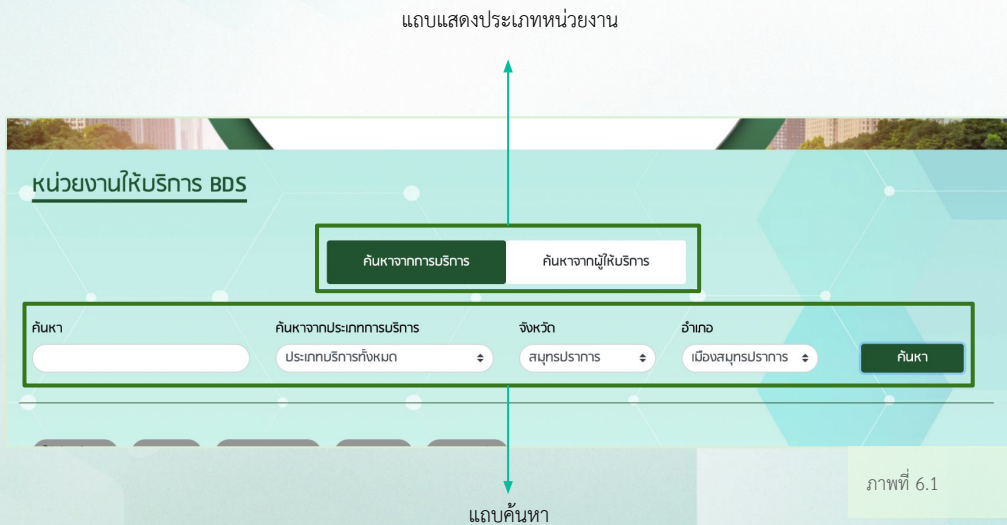 แถบแสดงประเภทหน่วยงาน
หน่วยงานให้บริการ BDS
ค้นหาจากการบริการ ค้นหาจากผู้ให้บริการ
ค้นหา ค้นหาจากประเภทการบริการ จังหวัด อำเภอ
ประเภทบริการทั้งหมด สมุทรปราการ เมืองสมุทรปราการ ค้นหา
ภาพที่ 6.1
แถบค้นหา